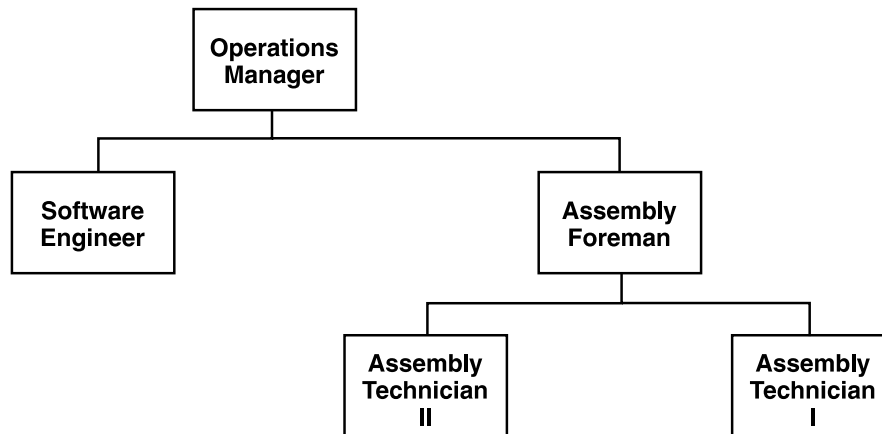 Operations
Manager
Software
Engineer
Assembly
Foreman
Assembly
Technician
II
Assembly
Technician
I